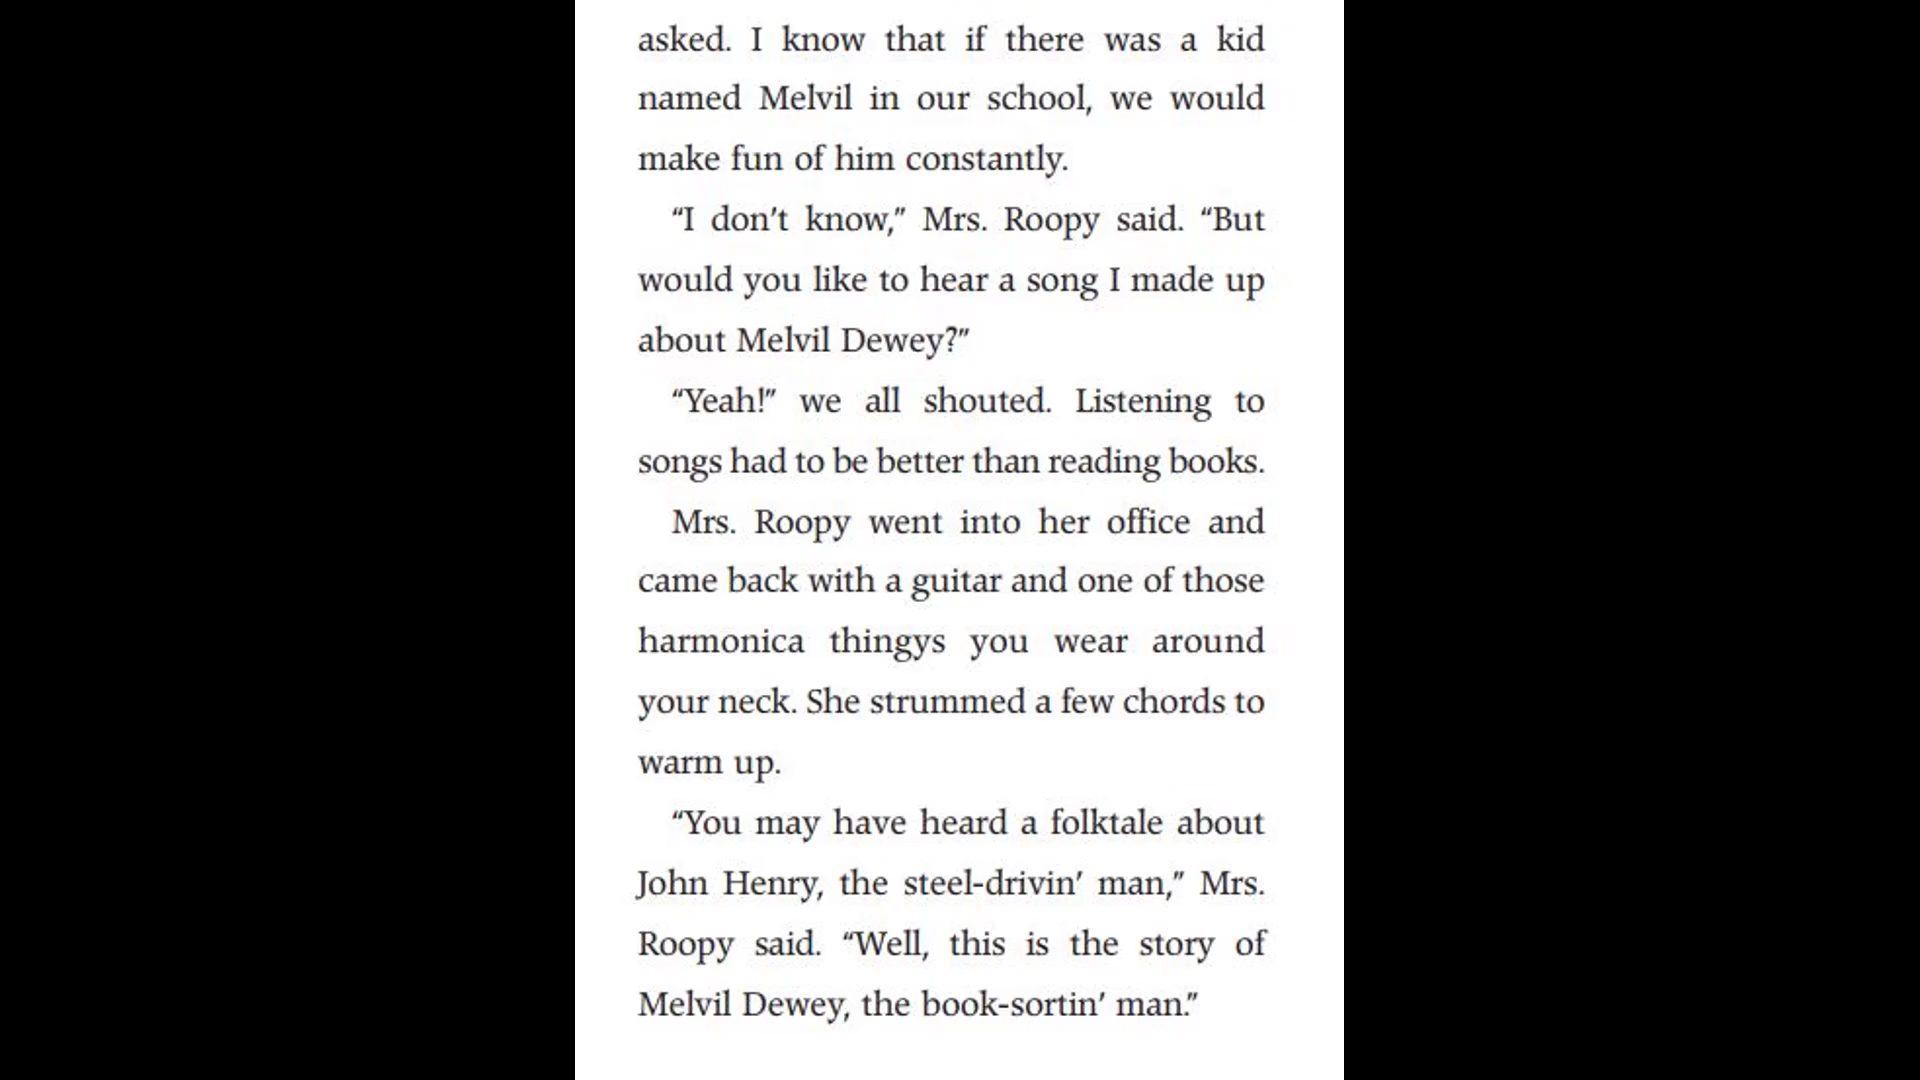 asked. I know that if there was a kid
named Melvil in our school, we would
make fun of him constantly.
“I don’t know,” Mrs. Roopy said. “But
would you like to hear a song I made up
about Melvil Dewey?”
“Yeah!” we all shouted. Listening to
songs had to be better than reading books.
Mrs. Roopy went into her office and
came back with a guitar and one of those
harmonica thingys you wear around
your neck. She strummed a few chords to
warm up.
“You may have heard a folktale about
John Henry, the steel-drivin’ man,” Mrs.
Roopy said. “Well, this is the story of
Melvil Dewey, the book-sortin’ man.”